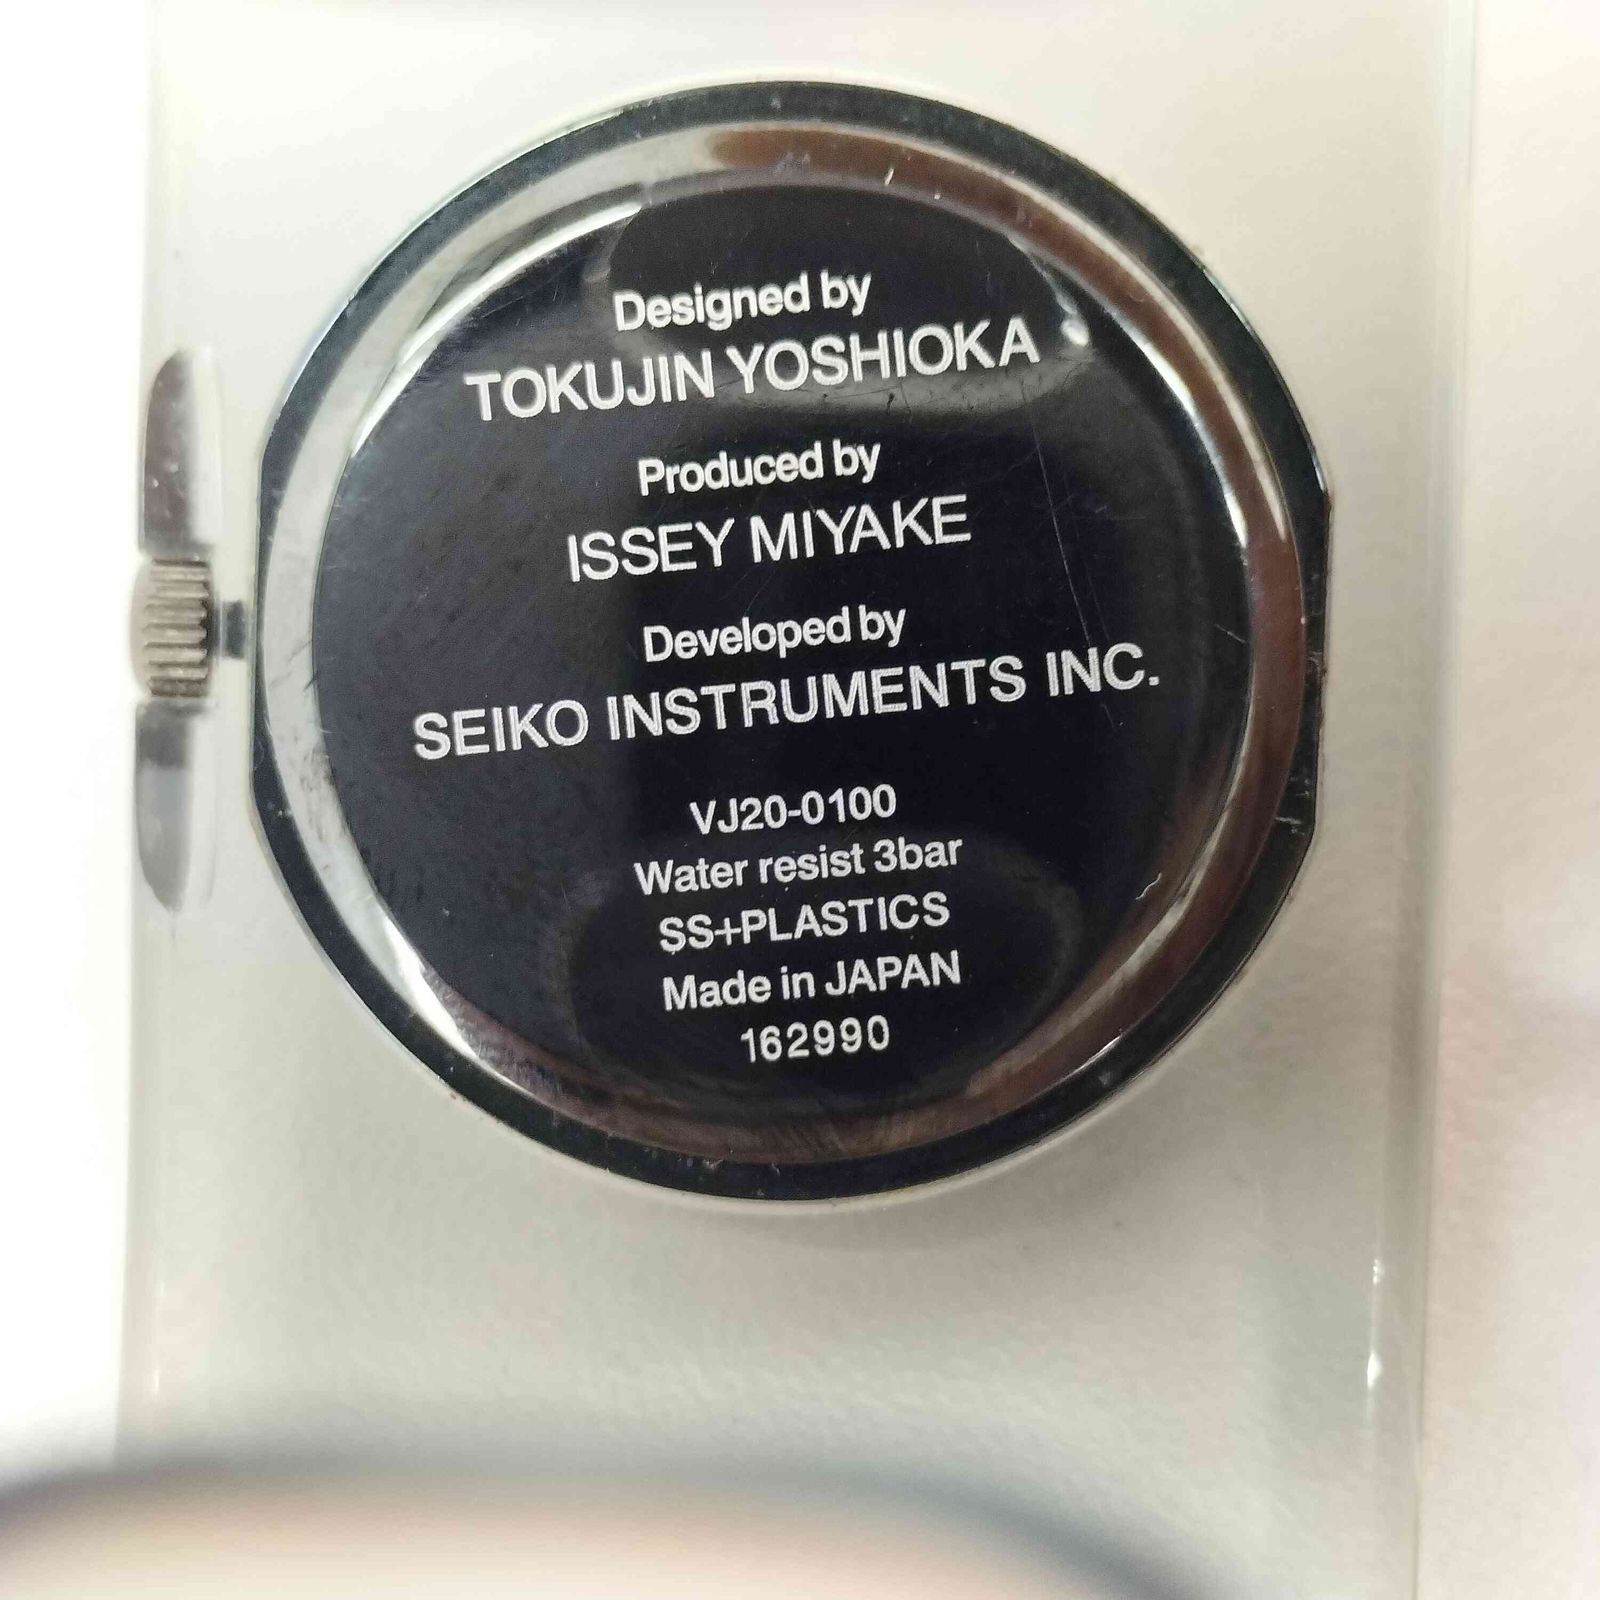 Designed by
TOKUJIN YOSHIOKA
Produced by
ISSEY MIYAKE
Developed by
SEIKO INSTRUMENTS INC.
VJ20-0100
Water resist 3bar
SS+PLASTICS
Made in JAPAN
162990